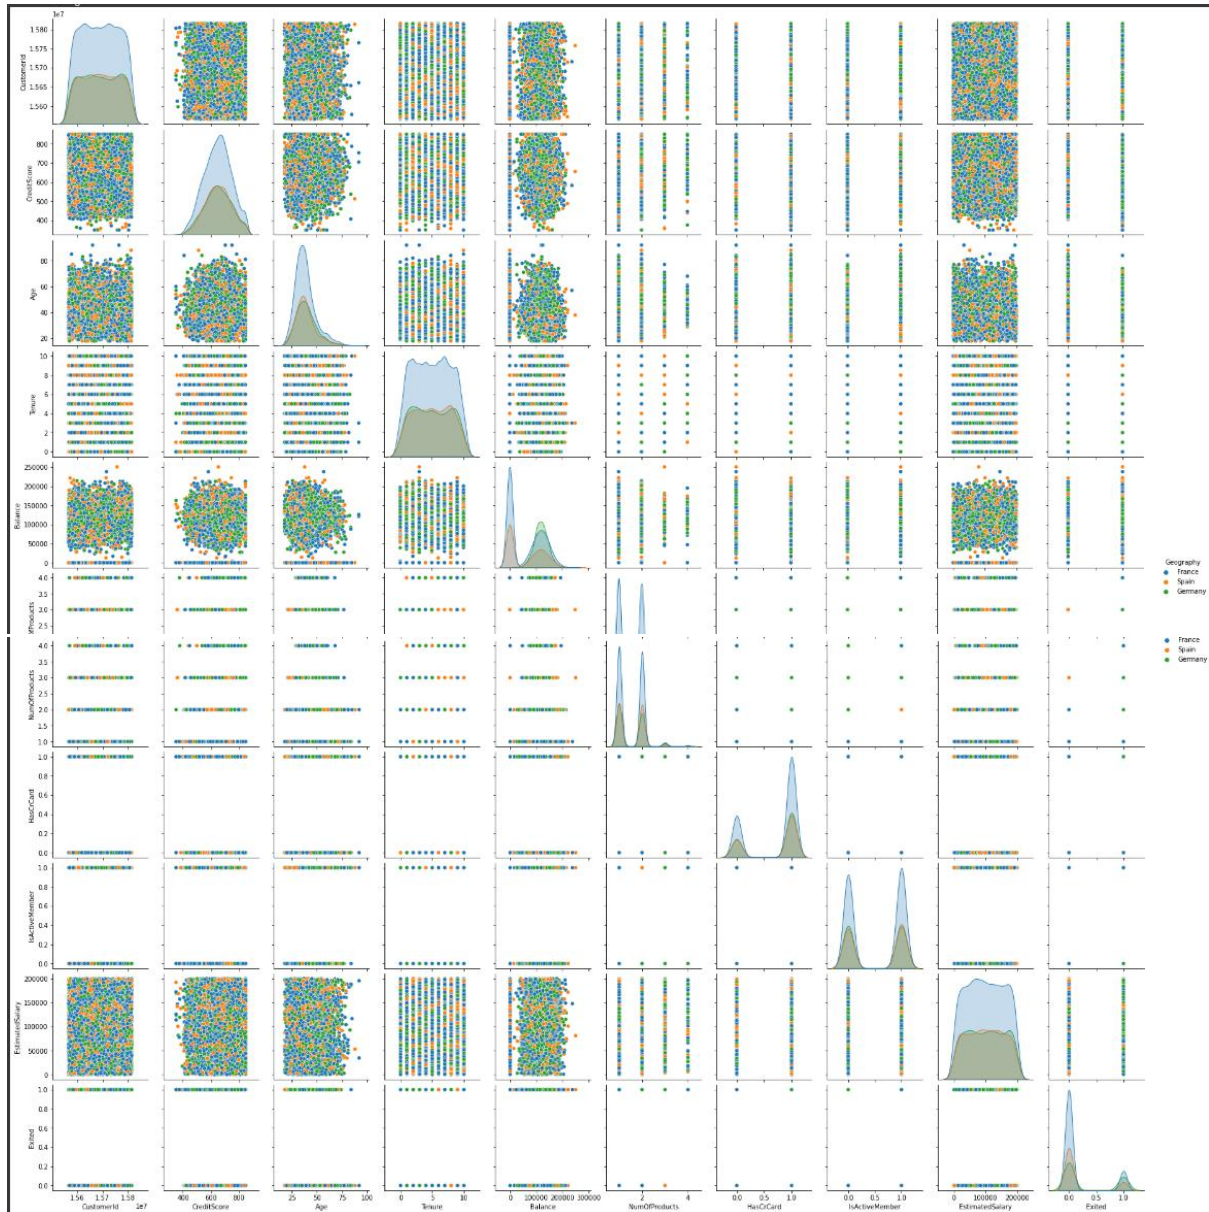 1e7
1.580
1.575
1.570
1.565
1.560
CustomerId
800
700
600
500
400
CreditScore
80
60
40
20
Age
10
8
6
4
2
0
Tenure
250000
200000
150000
100000
50000
0
Balance
Geography
France
Spain
Germany
4.0
3.5
3.0
2.5
Products
France
Spain
Germany
4.0
3.5
3.0
2.5
2.0
1.5
1.0
NumOfProducts
1.0
0.8
0.6
0.4
0.2
0.0
HasCrCard
1.0
0.8
0.6
0.4
0.2
0.0
IsActiveMember
200000
150000
100000
50000
0
EstimatedSalary
1.0
0.8
0.6
0.4
0.2
0.0
Exited
1.56 1.57 1.58 400 600 800 25 50 75 100 0 5 10 0 100000 200000 300000 2 4 0.0 0.5 1.0 0.0 0.5 1.0 0 100000 200000 0.0 0.5 1.0
CustomerId 1e7 CreditScore Age Tenure Balance NumOfProducts HasCrCard IsActiveMember EstimatedSalary Exited